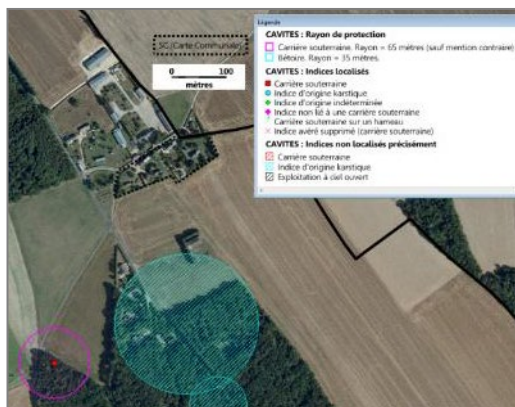 Légende
CAVITES : Rayon de protection
Carrière souterraine. Rayon = 65 mètres (sauf mention contraire)
Bétoire. Rayon = 35 mètres.
CAVITES : Indices localisés
Carrière souterraine
Indice d'origine karstique
Indice d'origine indéterminée
Indice non lié à une carrière souterraine
Carrière souterraine sur un hameau
Indice avéré supprimé (carrière souterraine)
CAVITES : Indices non localisés précisément
Carrière souterraine
Indice d'origine karstique
Exploitation à ciel ouvert
(Carte Communale)
0 100
mètres